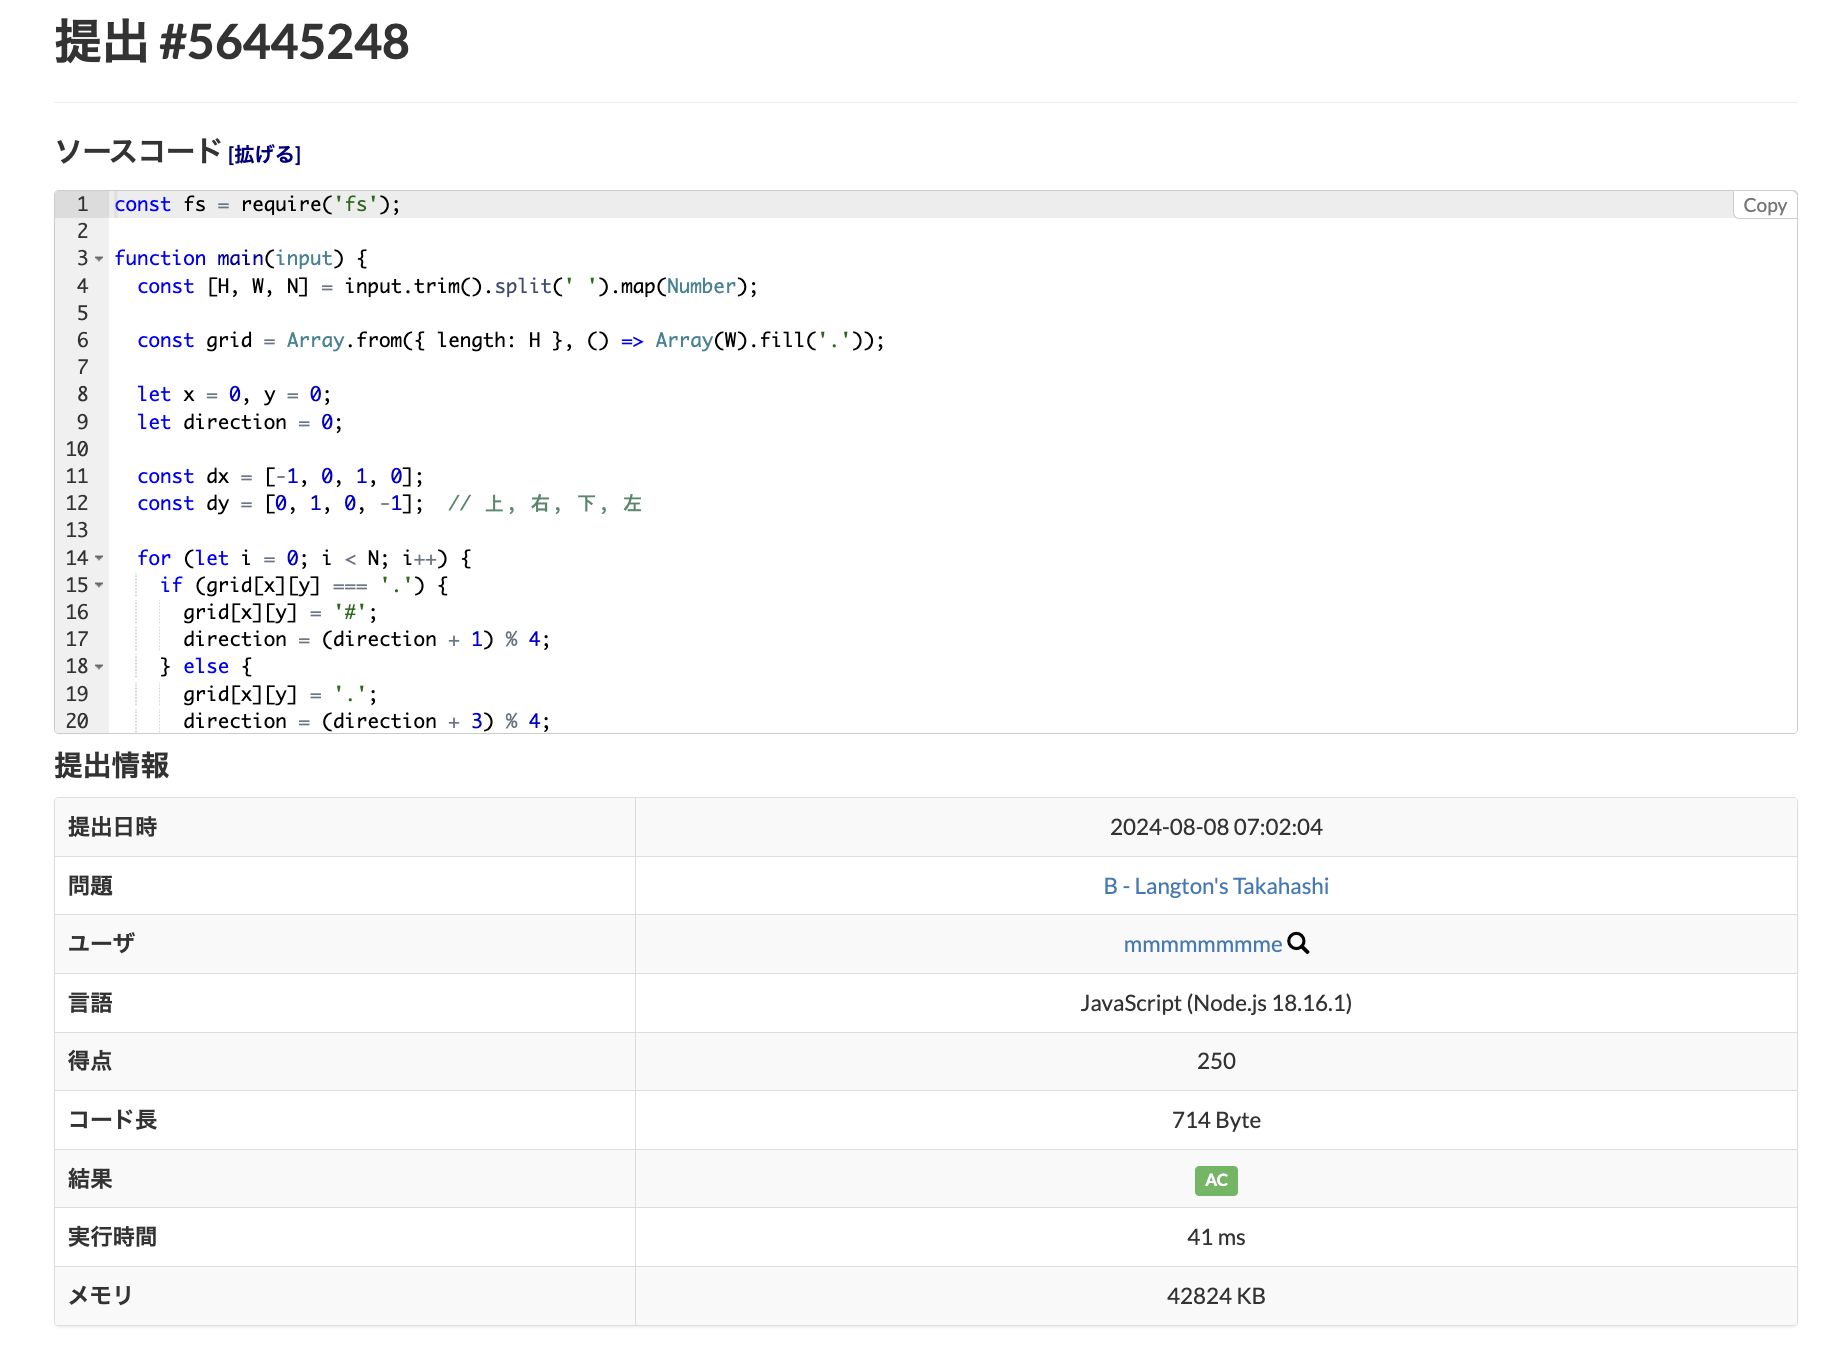 提出 #56445248
ソースコード [拡げる]
Copy
1 const fs = require('fs');
2
3 function main(input) {
4   const [H, W, N] = input.trim().split(' ').map(Number);
5
6   const grid = Array.from({ length: H }, () => Array(W).fill('.'));
7
8   let x = 0, y = 0;
9   let direction = 0;
10
11   const dx = [-1, 0, 1, 0];
12   const dy = [0, 1, 0, -1];  // 上, 右, 下, 左
13
14   for (let i = 0; i < N; i++) {
15     if (grid[x][y] === '.') {
16       grid[x][y] = '#';
17       direction = (direction + 1) % 4;
18     } else {
19       grid[x][y] = '.';
20       direction = (direction + 3) % 4;
提出情報
提出日時 2024-08-08 07:02:04
問題 B - Langton's Takahashi
ユーザ mmmmmmmmme
言語 JavaScript (Node.js 18.16.1)
得点 250
コード長 714 Byte
結果 AC
実行時間 41 ms
メモリ 42824 KB